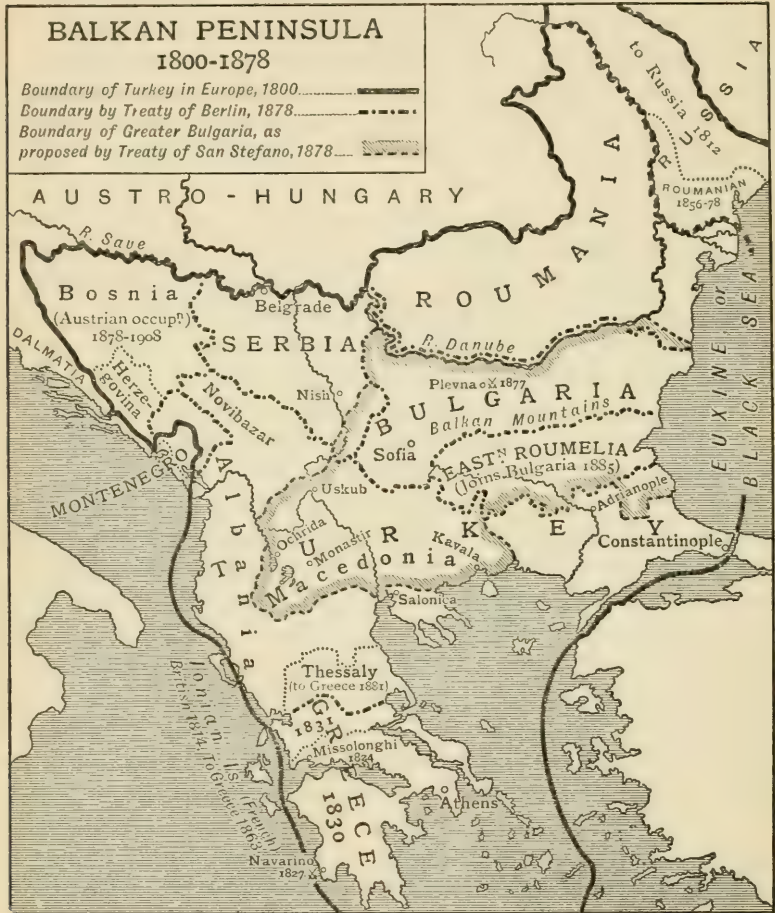 BALKAN PENINSULA
1800-1878
Boundary of Turkey in Europe, 1800
Boundary by Treaty of Berlin, 1878
Boundary of Greater Bulgaria, as
proposed by Treaty of San Stefano, 1878
to Russia 1812
RUSSIA
ROUMANIAN
1856-78
AUSTRO-HUNGARY
R. Save
ROUMANIA
Bosnia
(Austrian occupn)
1878-1908
Belgrade
SERBIA
R. Danube
DALMATIA
Herze-
govina
Novibazar
Nish
Plevna 1877
BULGARIA
Balkan Mountains
Sofia
EASTN ROUMELIA
(Joins Bulgaria 1885)
EUXINE, or
BLACK SEA
MONTENEGRO
Uskub
Adrianople
Albania
TURKEY
Constantinople
Ochrida
Monastir
Kavala
Macedonia
Salonica
Thessaly
(to Greece 1881)
Ionian Is. (French)
British 1814, To Greece 1863
GREECE
1831
Missolonghi
1824
1830
Athens
Navarino
1827